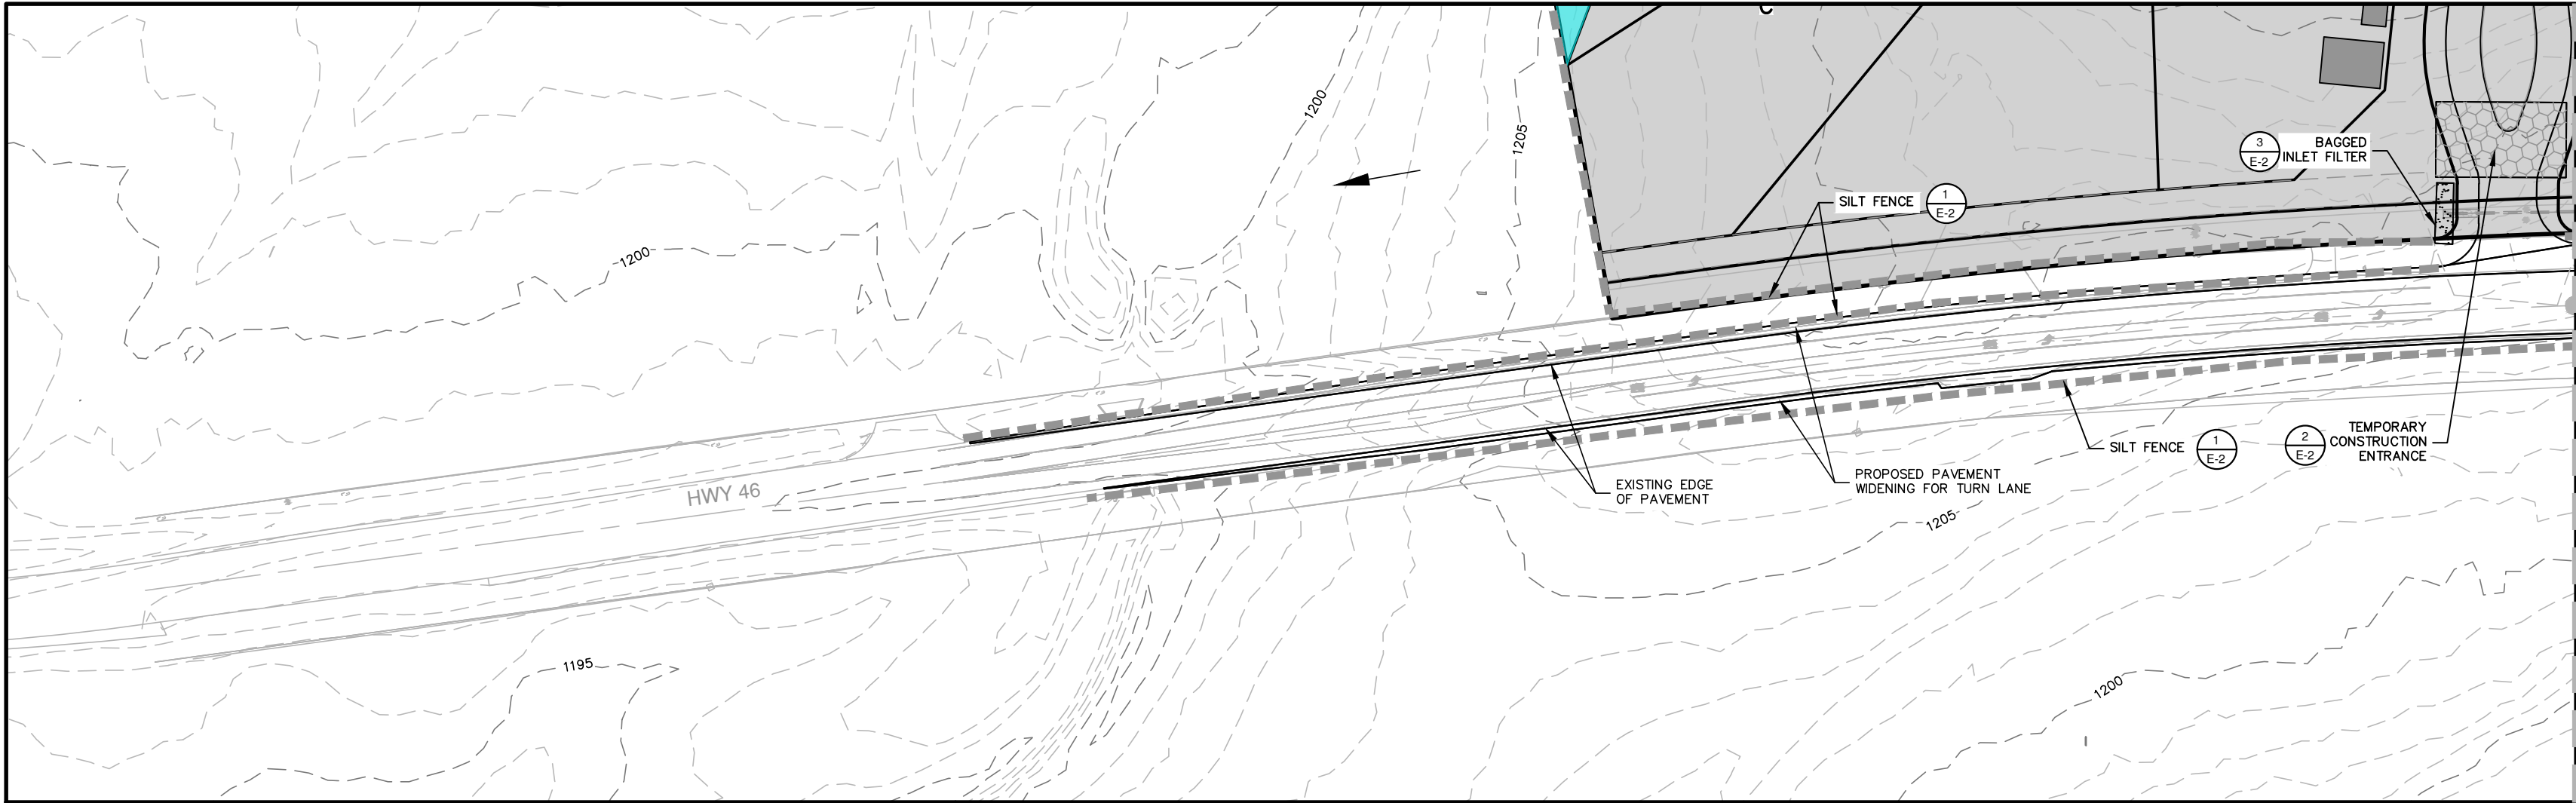 1200
1205
3
E-2
BAGGED
INLET FILTER
SILT FENCE
1
E-2
1200
HWY 46
EXISTING EDGE
OF PAVEMENT
PROPOSED PAVEMENT
WIDENING FOR TURN LANE
SILT FENCE
1
E-2
2
E-2
TEMPORARY
CONSTRUCTION
ENTRANCE
1205
1195
1200